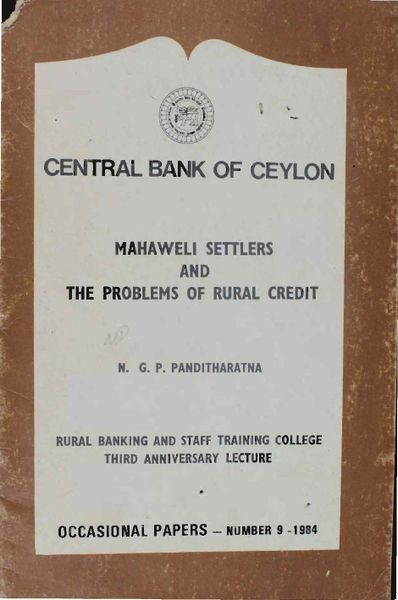 CENTRAL BANK OF CEYLON
MAHAWELI SETTLERS
AND
THE PROBLEMS OF RURAL CREDIT
N. G. P. PANDITHARATNA
RURAL BANKING AND STAFF TRAINING COLLEGE
THIRD ANNIVERSARY LECTURE
OCCASIONAL PAPERS – NUMBER 9 -1984